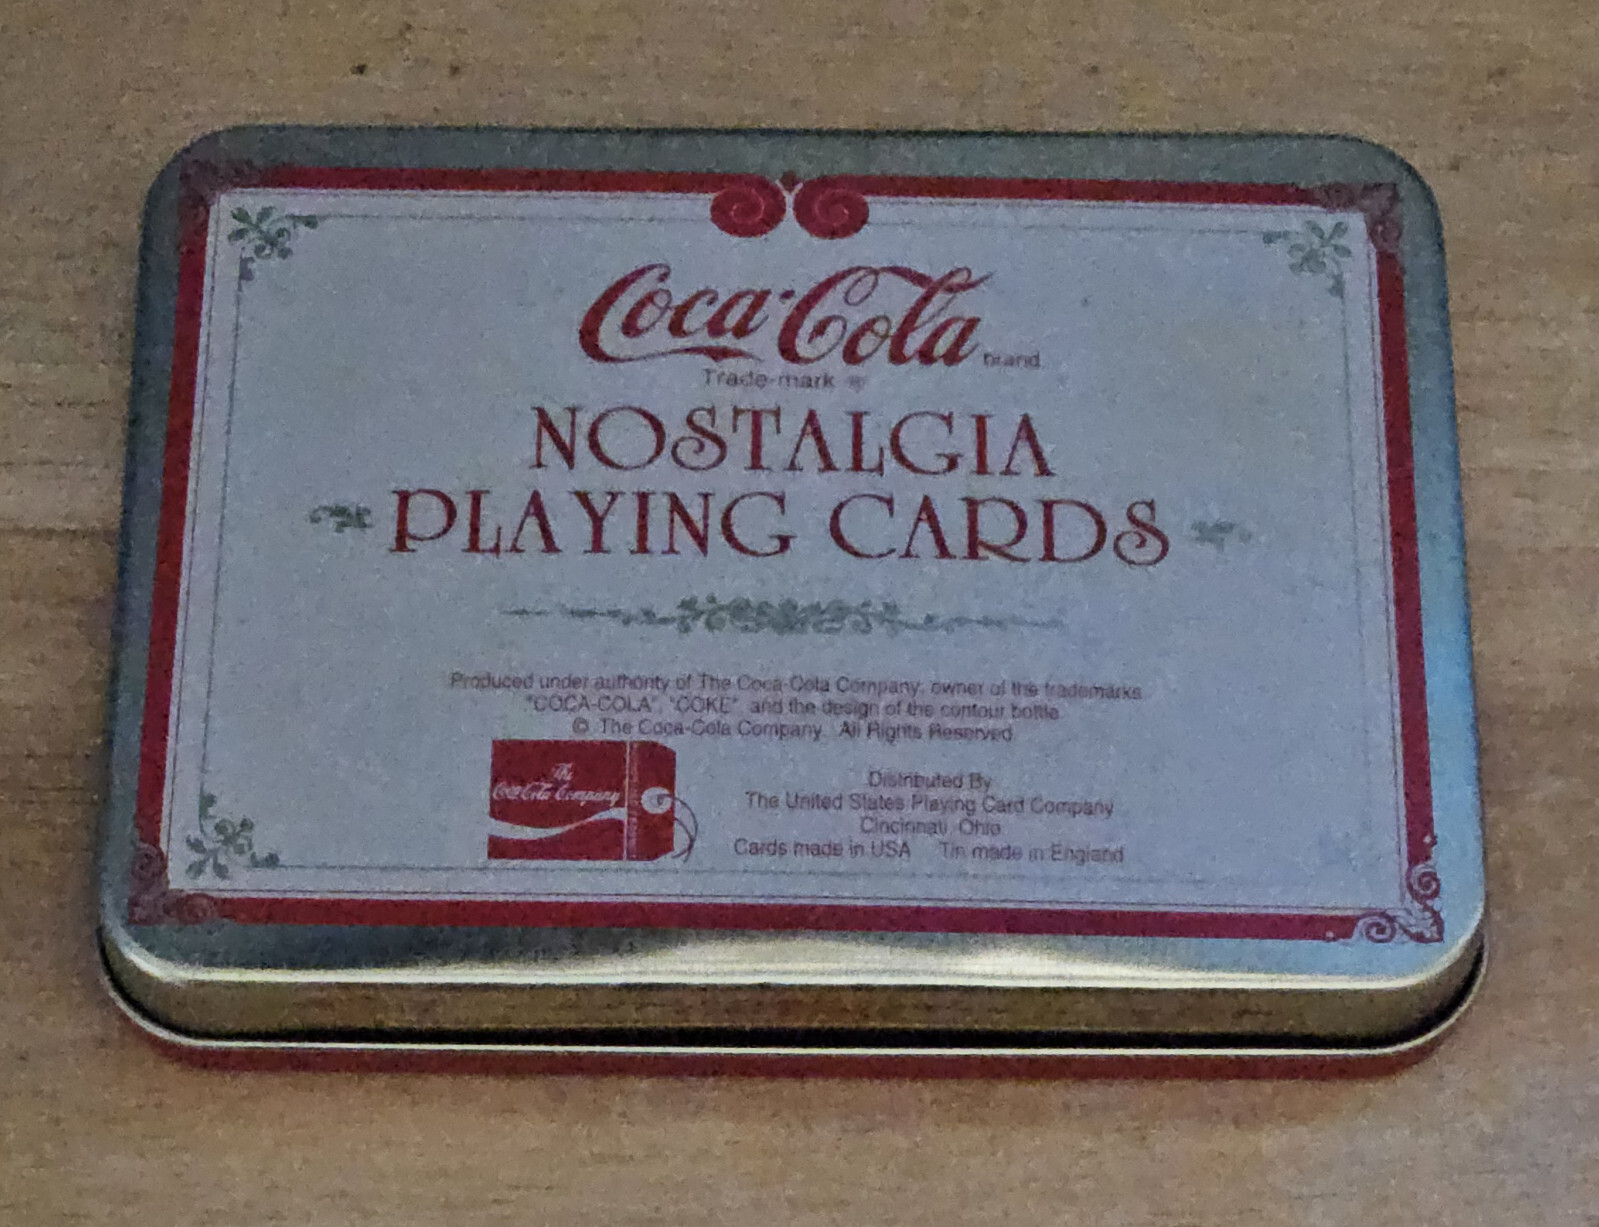 Coca-Cola brand
Trade-mark ®
NOSTALGIA
PLAYING CARDS
Produced under authority of The Coca-Cola Company, owner of the trademarks
"COCA-COLA", "COKE" and the design of the contour bottle.
© The Coca-Cola Company. All Rights Reserved.
The
Coca-Cola Company
Distributed By
The United States Playing Card Company
Cincinnati, Ohio
Cards made in USA Tin made in England